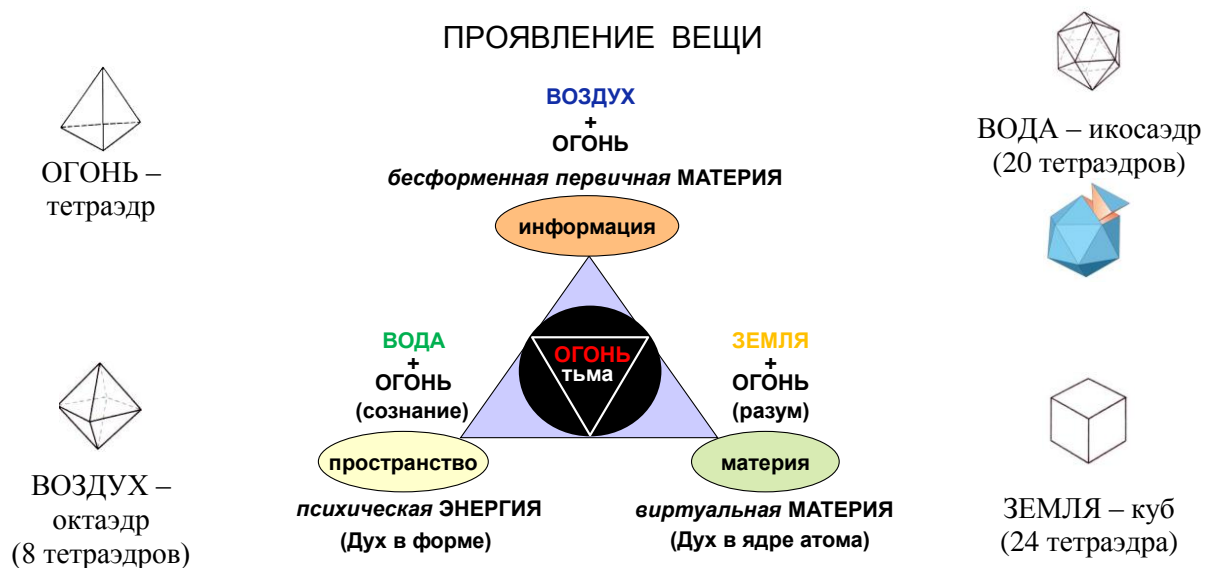 ПРОЯВЛЕНИЕ ВЕЩИ
ОГОНЬ –
тетраэдр
ВОЗДУХ
+
ОГОНЬ
бесформенная первичная МАТЕРИЯ
информация
ВОДА – икосаэдр
(20 тетраэдров)
ВОДА
+
ОГОНЬ
(сознание)
ОГОНЬ
тьма
ЗЕМЛЯ
+
ОГОНЬ
(разум)
пространство
психическая ЭНЕРГИЯ
(Дух в форме)
материя
виртуальная МАТЕРИЯ
(Дух в ядре атома)
ВОЗДУХ –
октаэдр
(8 тетраэдров)
ЗЕМЛЯ – куб
(24 тетраэдра)